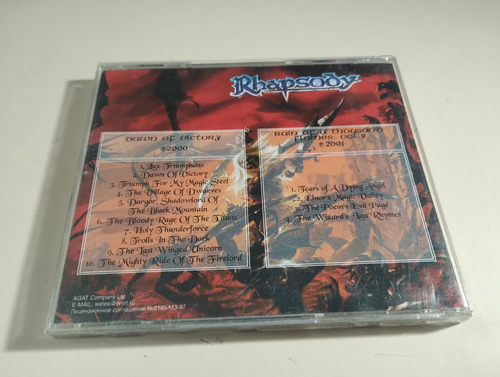 Rhapsody
Dawn Of Victory
℗2000
1. Lux Triumphans
2. Dawn Of Victory
3. Triumph For My Magic Steel
4. The Village Of Dwarves
5. Dargor, Shadowlord Of
The Black Mountain
6. The Bloody Rage Of The Titans
7. Holy Thunderforce
8. Trolls In The Dark
9. The Last Winged Unicorn
10. The Mighty Ride Of The Firelord
Rain Of A Thousand
Flames: Vol.2
℗ 2001
1. Tears Of A Dying Angel
2. Elnor's Magic Valley
3. The Poem's Evil Page
4. The Wizard's Last Rhymes
AGAT Company Ltd.
E-MAIL:
Лицензионное соглашение